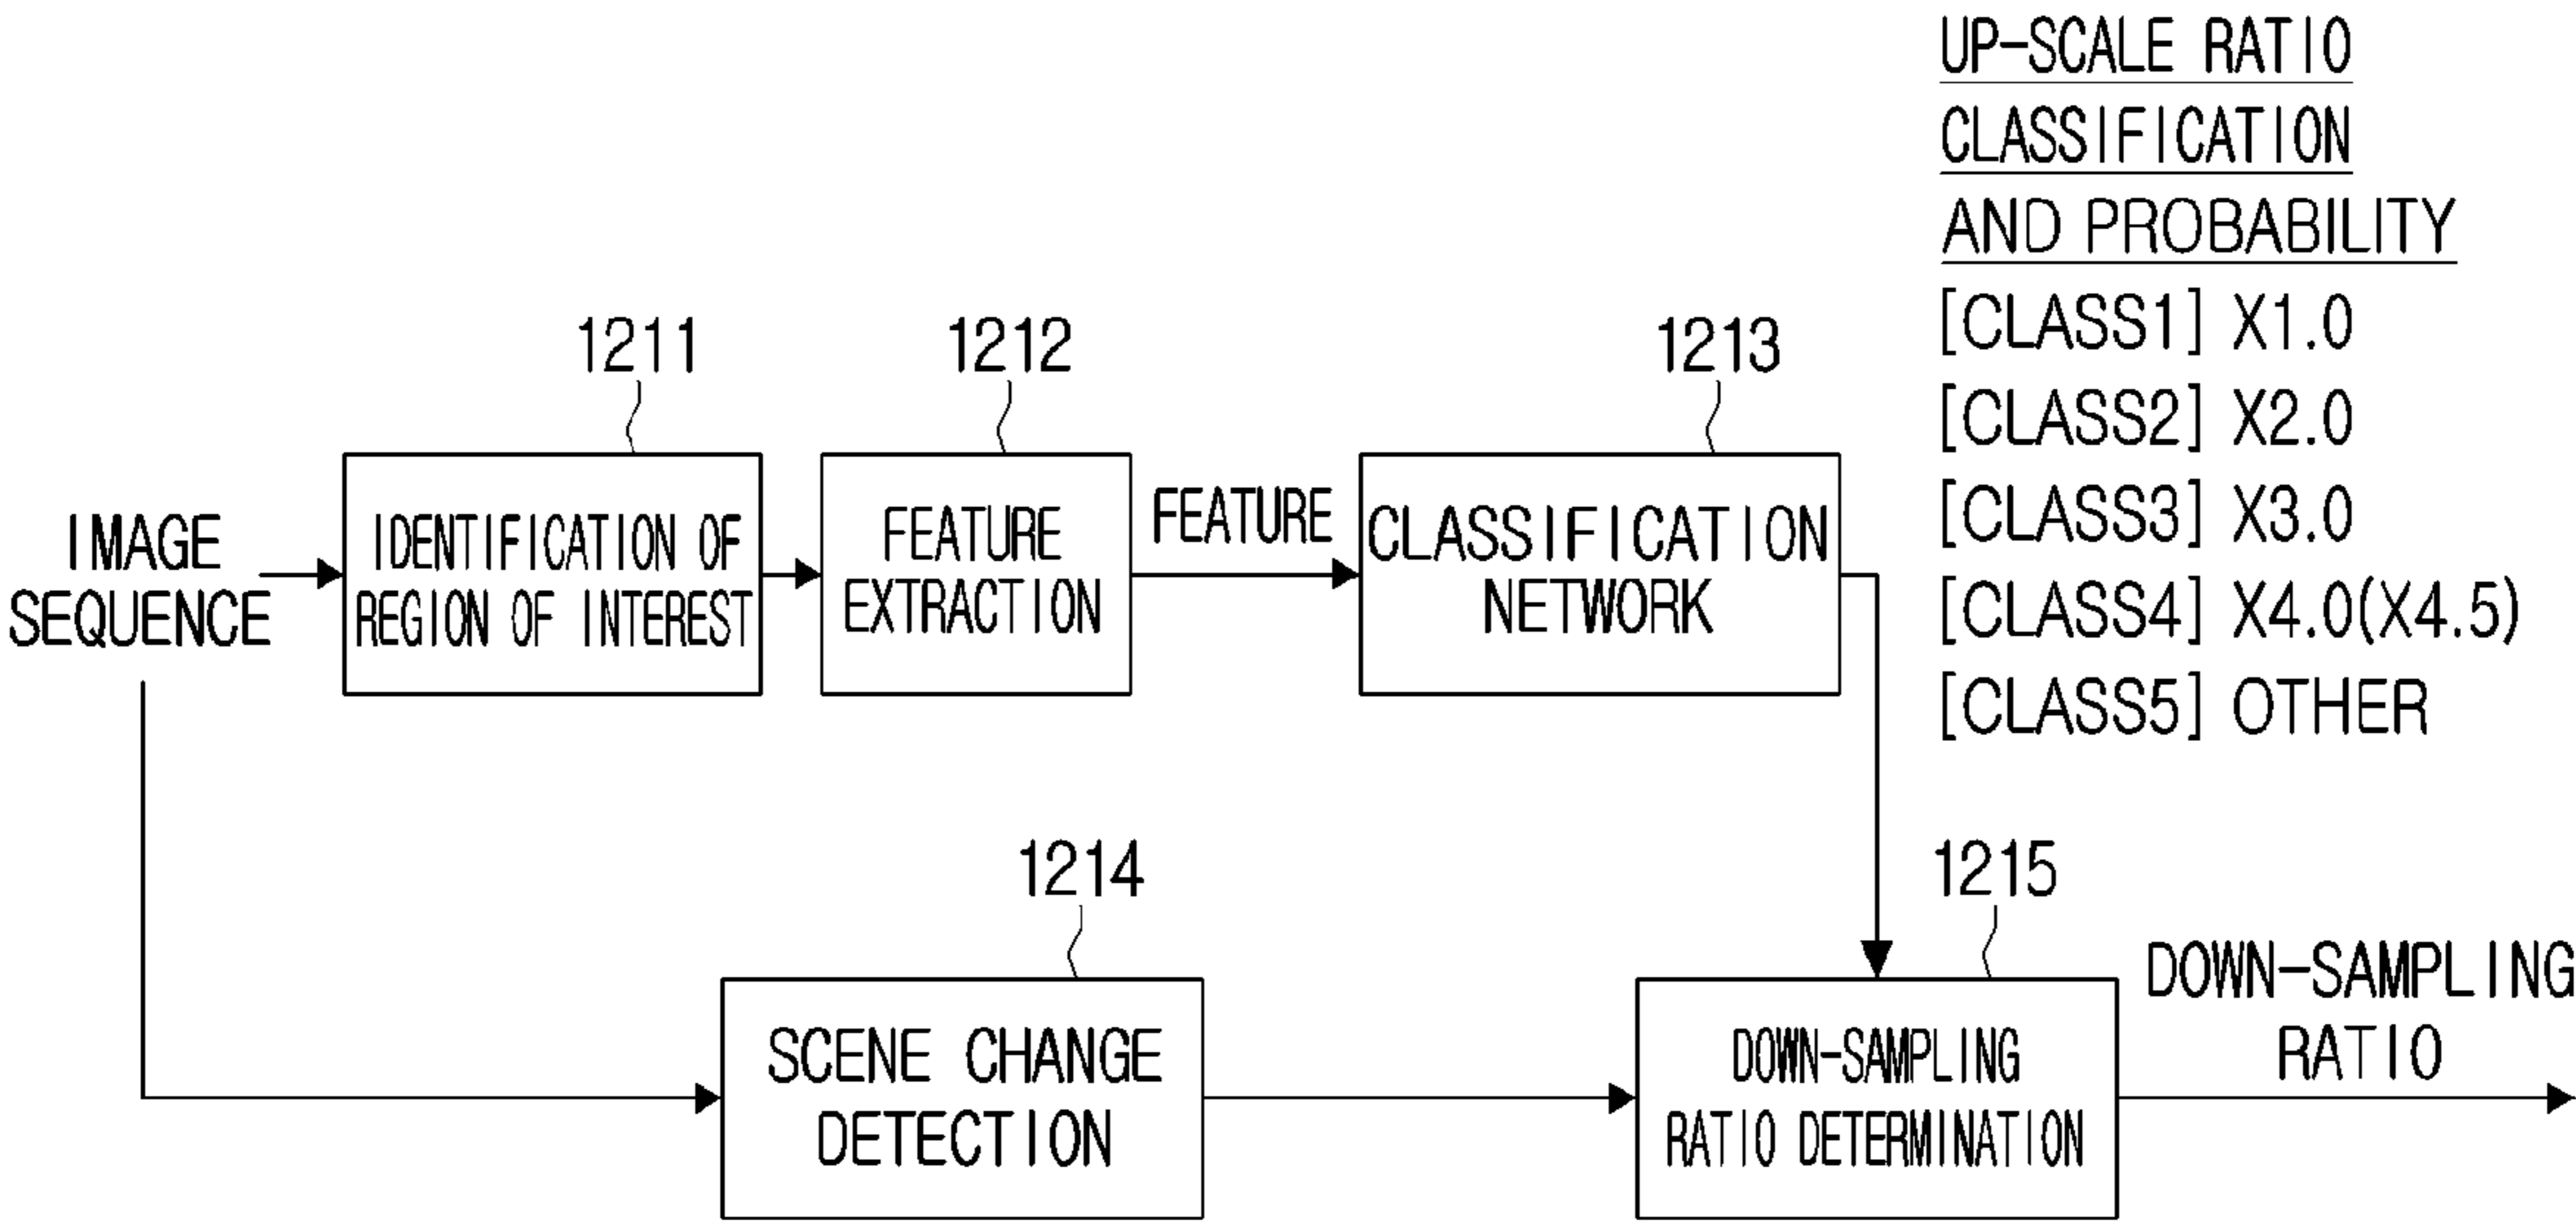 UP-SCALE RATIO
CLASSIFICATION
AND PROBABILITY
[CLASS1] X1.0
[CLASS2] X2.0
[CLASS3] X3.0
[CLASS4] X4.0(X4.5)
[CLASS5] OTHER
1211
1212
1213
IMAGE
SEQUENCE
IDENTIFICATION OF
REGION OF INTEREST
FEATURE
EXTRACTION
FEATURE
CLASSIFICATION
NETWORK
1214
1215
SCENE CHANGE
DETECTION
DOWN-SAMPLING
RATIO DETERMINATION
DOWN-SAMPLING
RATIO